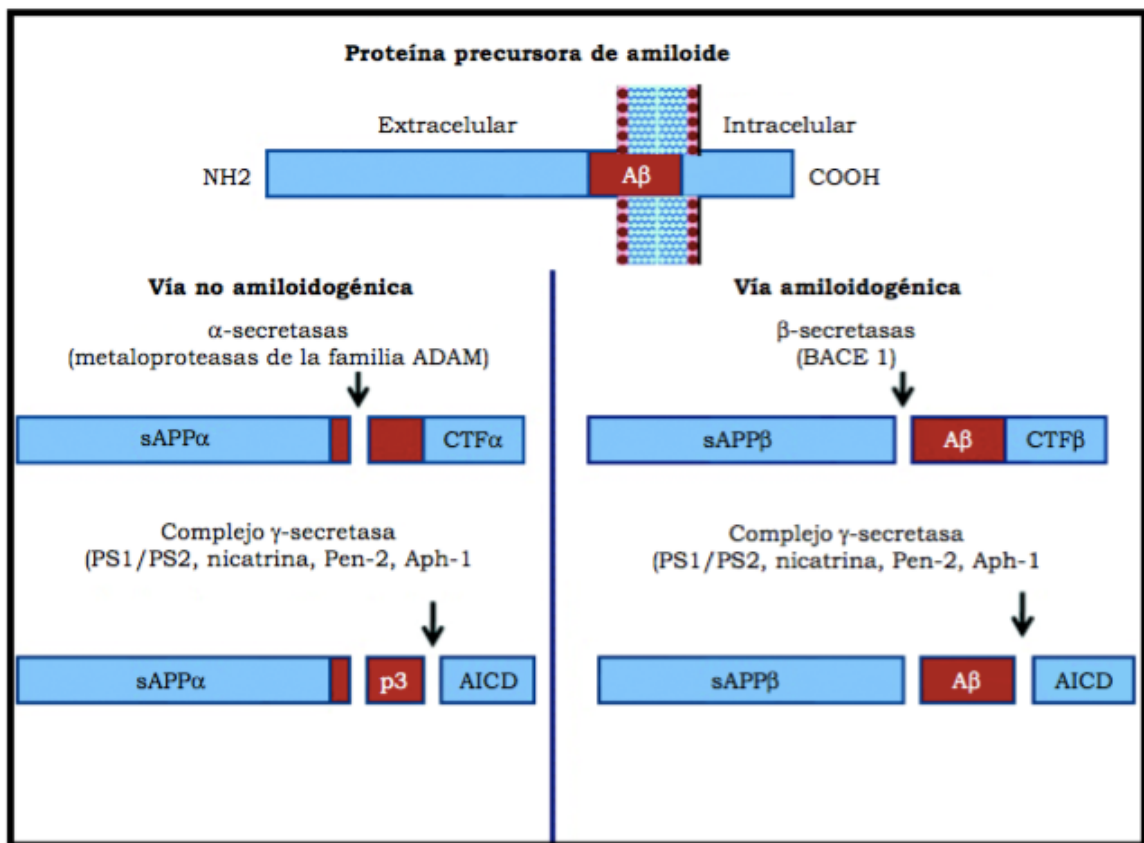 Proteína precursora de amiloide
Extracelular
Intracelular
NH2
Aβ
COOH
Vía no amiloidogénica
α-secretasas
(metaloproteasas de la familia ADAM)
sAPPα
CTFα
Complejo γ-secretasa
(PS1/PS2, nicatrina, Pen-2, Aph-1
sAPPα
p3
AICD
Vía amiloidogénica
β-secretasas
(BACE 1)
sAPPβ
Aβ
CTFβ
Complejo γ-secretasa
(PS1/PS2, nicatrina, Pen-2, Aph-1
sAPPβ
Aβ
AICD